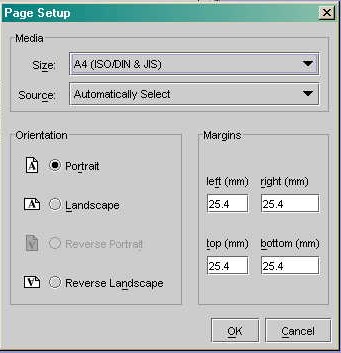 Page Setup
Media
Size: A4 (ISO/DIN & JIS)
Source: Automatically Select
Orientation
Portrait
Landscape
Reverse Portrait
Reverse Landscape
Margins
left (mm) right (mm)
25.4 25.4
top (mm) bottom (mm)
25.4 25.4
OK Cancel